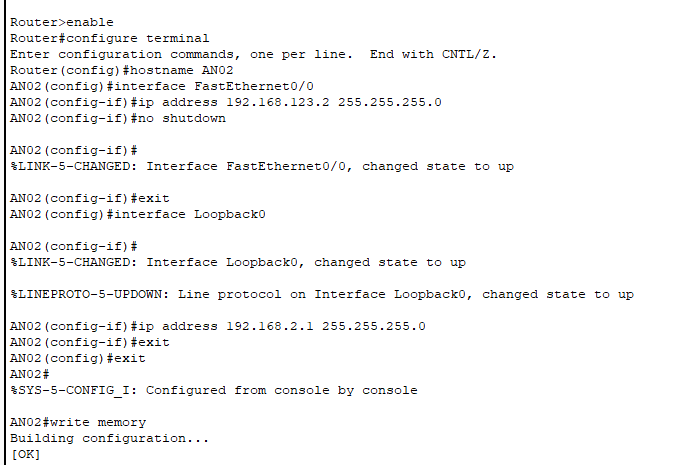 Router>enable
Router#configure terminal
Enter configuration commands, one per line.  End with CNTL/Z.
Router(config)#hostname AN02
AN02(config)#interface FastEthernet0/0
AN02(config-if)#ip address 192.168.123.2 255.255.255.0
AN02(config-if)#no shutdown
AN02(config-if)#
%LINK-5-CHANGED: Interface FastEthernet0/0, changed state to up
AN02(config-if)#exit
AN02(config)#interface Loopback0
AN02(config-if)#
%LINK-5-CHANGED: Interface Loopback0, changed state to up
%LINEPROTO-5-UPDOWN: Line protocol on Interface Loopback0, changed state to up
AN02(config-if)#ip address 192.168.2.1 255.255.255.0
AN02(config-if)#exit
AN02(config)#exit
AN02#
%SYS-5-CONFIG_I: Configured from console by console
AN02#write memory
Building configuration...
[OK]